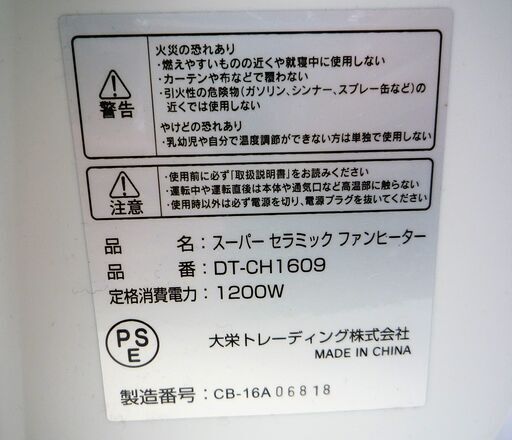 火災の恐れあり
・燃えやすいものの近くや就寝中に使用しない
・カーテンや布などで覆わない
・引火性の危険物(ガソリン、シンナー、スプレー缶など)の
近くでは使用しない
警告
やけどの恐れあり
・乳幼児や自分で温度調節ができない方は単独で使用しない
・使用前に必ず「取扱説明書」をお読みください
・運転中や運転直後は本体や通気口など高温部に触らない
・使用時以外は必ず電源を切り、電源プラグを抜いてください
注意
品 名:スーパー セラミック ファンヒーター
品 番:DT-CH1609
定格消費電力:1200W
PS
E
大栄トレーディング株式会社
MADE IN CHINA
製造番号:CB-16A06818